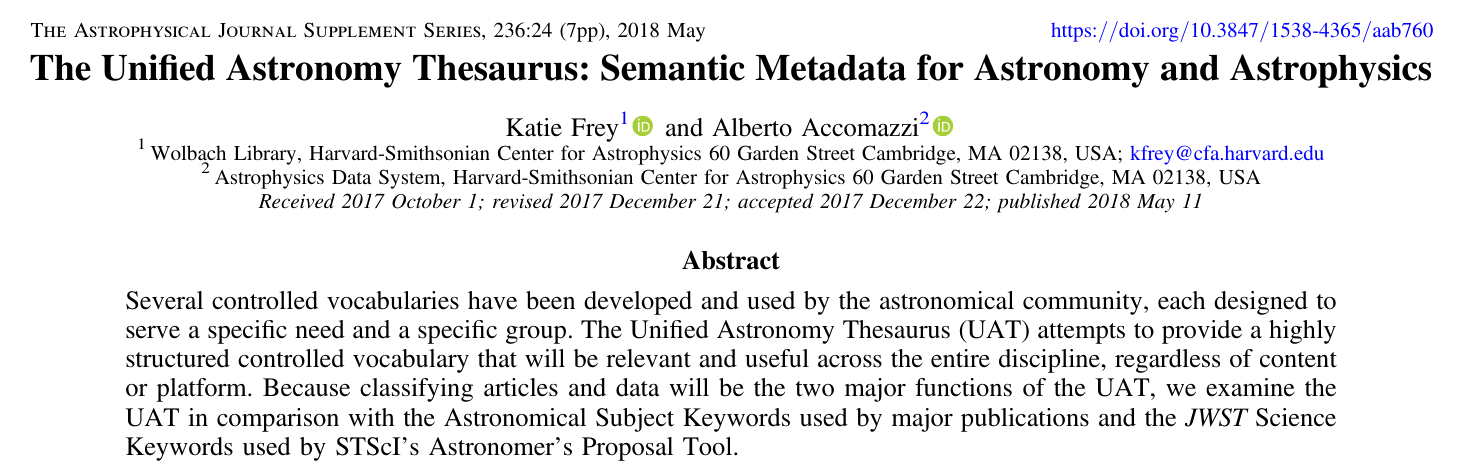 THE ASTROPHYSICAL JOURNAL SUPPLEMENT SERIES, 236:24 (7pp), 2018 May https://doi.org/10.3847/1538-4365/aab760
The Unified Astronomy Thesaurus: Semantic Metadata for Astronomy and Astrophysics
Katie Frey1 iD and Alberto Accomazzi2 iD
1 Wolbach Library, Harvard-Smithsonian Center for Astrophysics 60 Garden Street Cambridge, MA 02138, USA; kfrey@cfa.harvard.edu
2 Astrophysics Data System, Harvard-Smithsonian Center for Astrophysics 60 Garden Street Cambridge, MA 02138, USA
Received 2017 October 1; revised 2017 December 21; accepted 2017 December 22; published 2018 May 11
Abstract
Several controlled vocabularies have been developed and used by the astronomical community, each designed to
serve a specific need and a specific group. The Unified Astronomy Thesaurus (UAT) attempts to provide a highly
structured controlled vocabulary that will be relevant and useful across the entire discipline, regardless of content
or platform. Because classifying articles and data will be the two major functions of the UAT, we examine the
UAT in comparison with the Astronomical Subject Keywords used by major publications and the JWST Science
Keywords used by STScI's Astronomer's Proposal Tool.